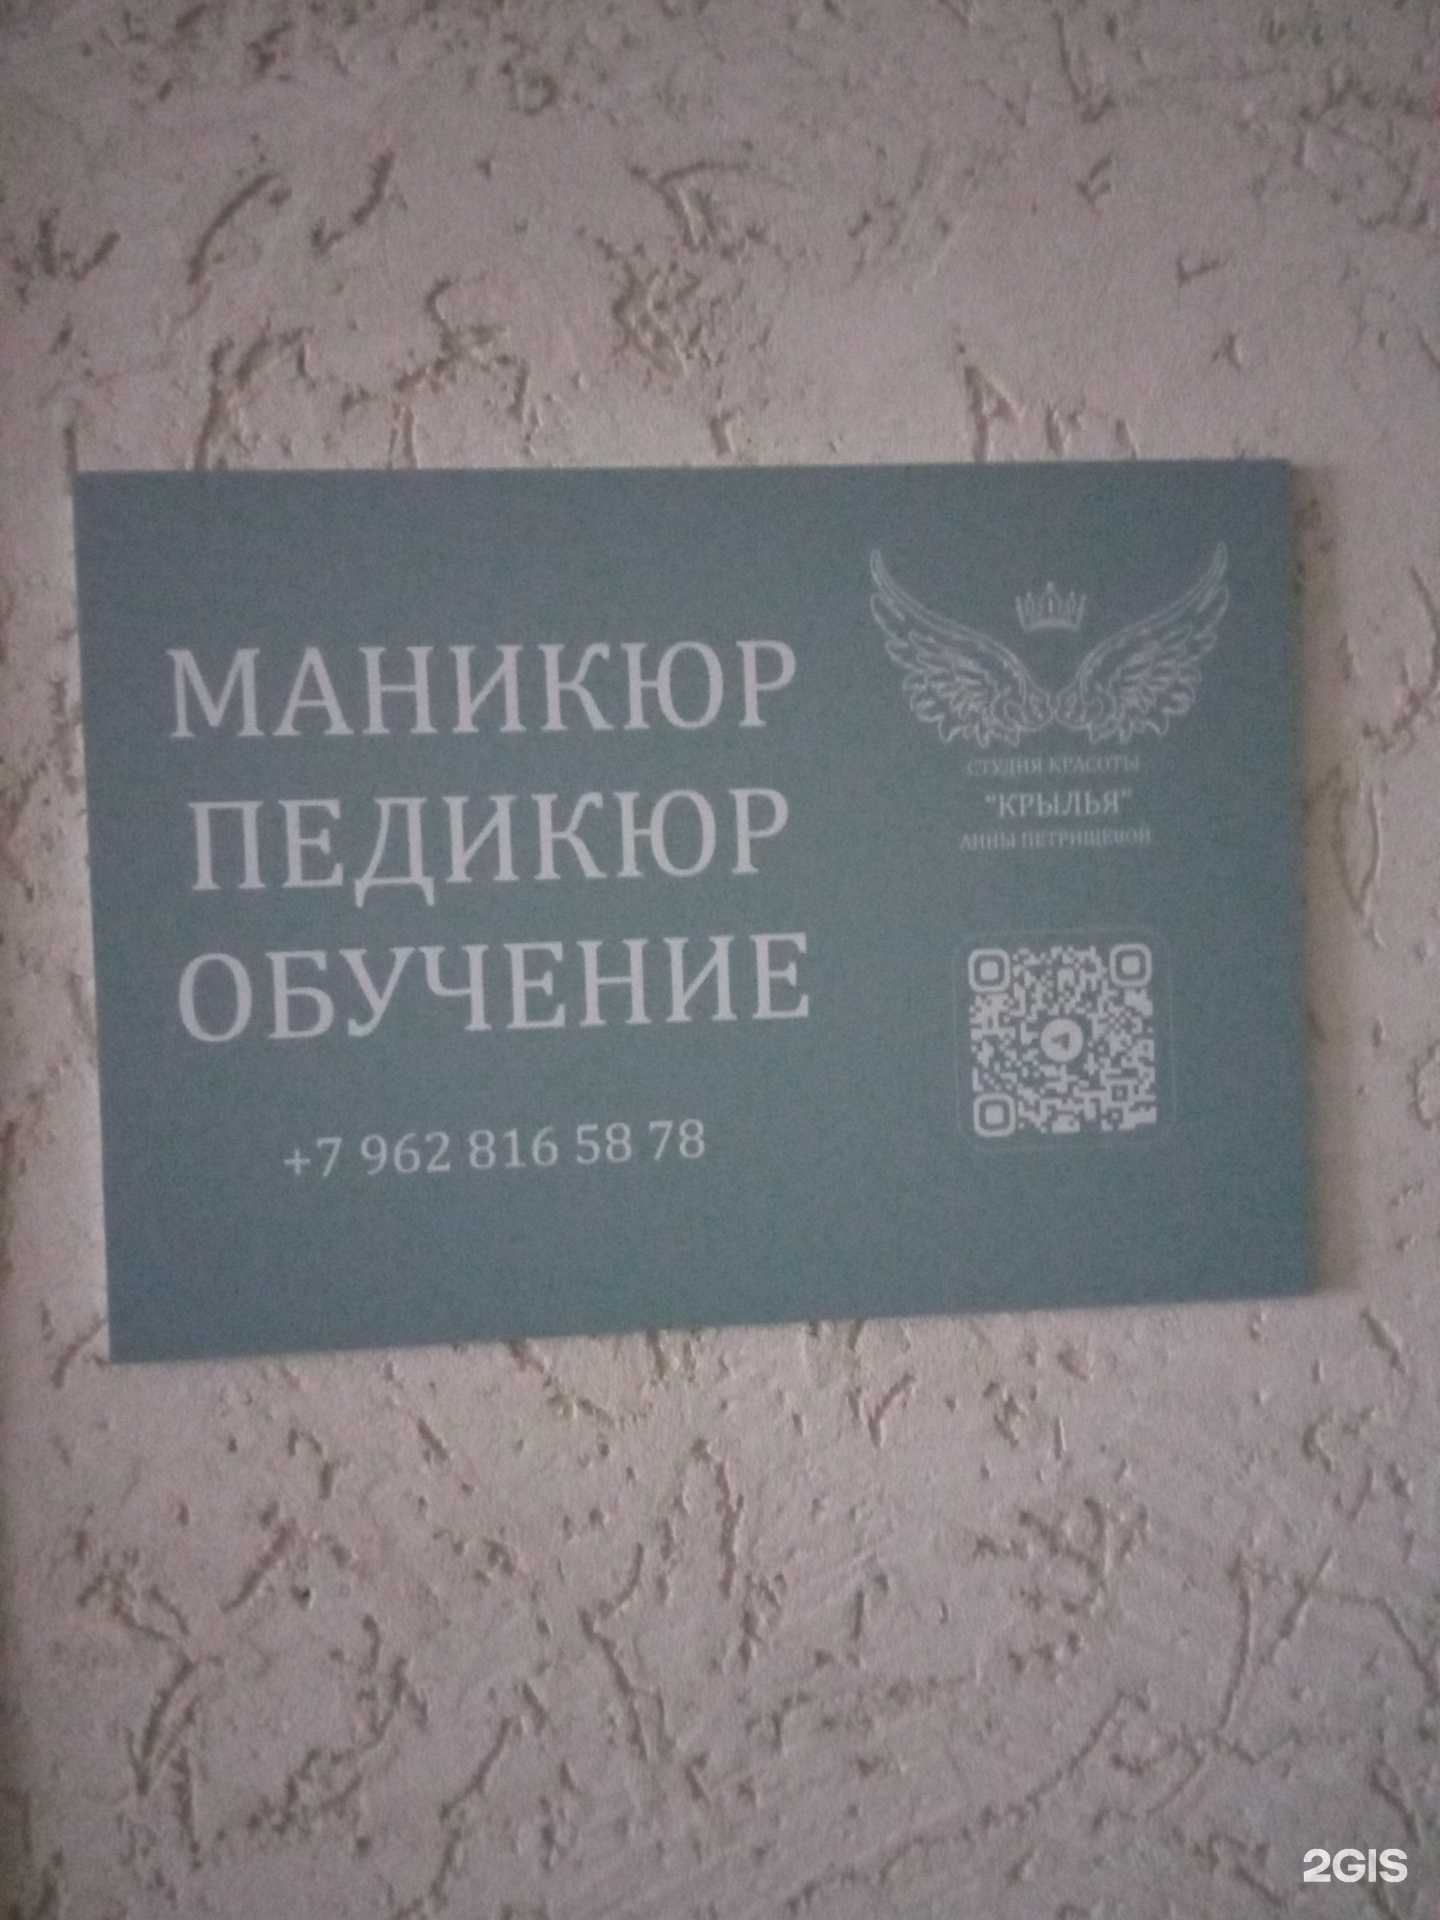 МАНИКЮР
ПЕДИКЮР
ОБУЧЕНИЕ
+7 962 816 58 78
СТУДИЯ КРАСОТЫ
"КРЫЛЬЯ"
АННЫ ПЕТРИЩЕВОЙ
2GIS